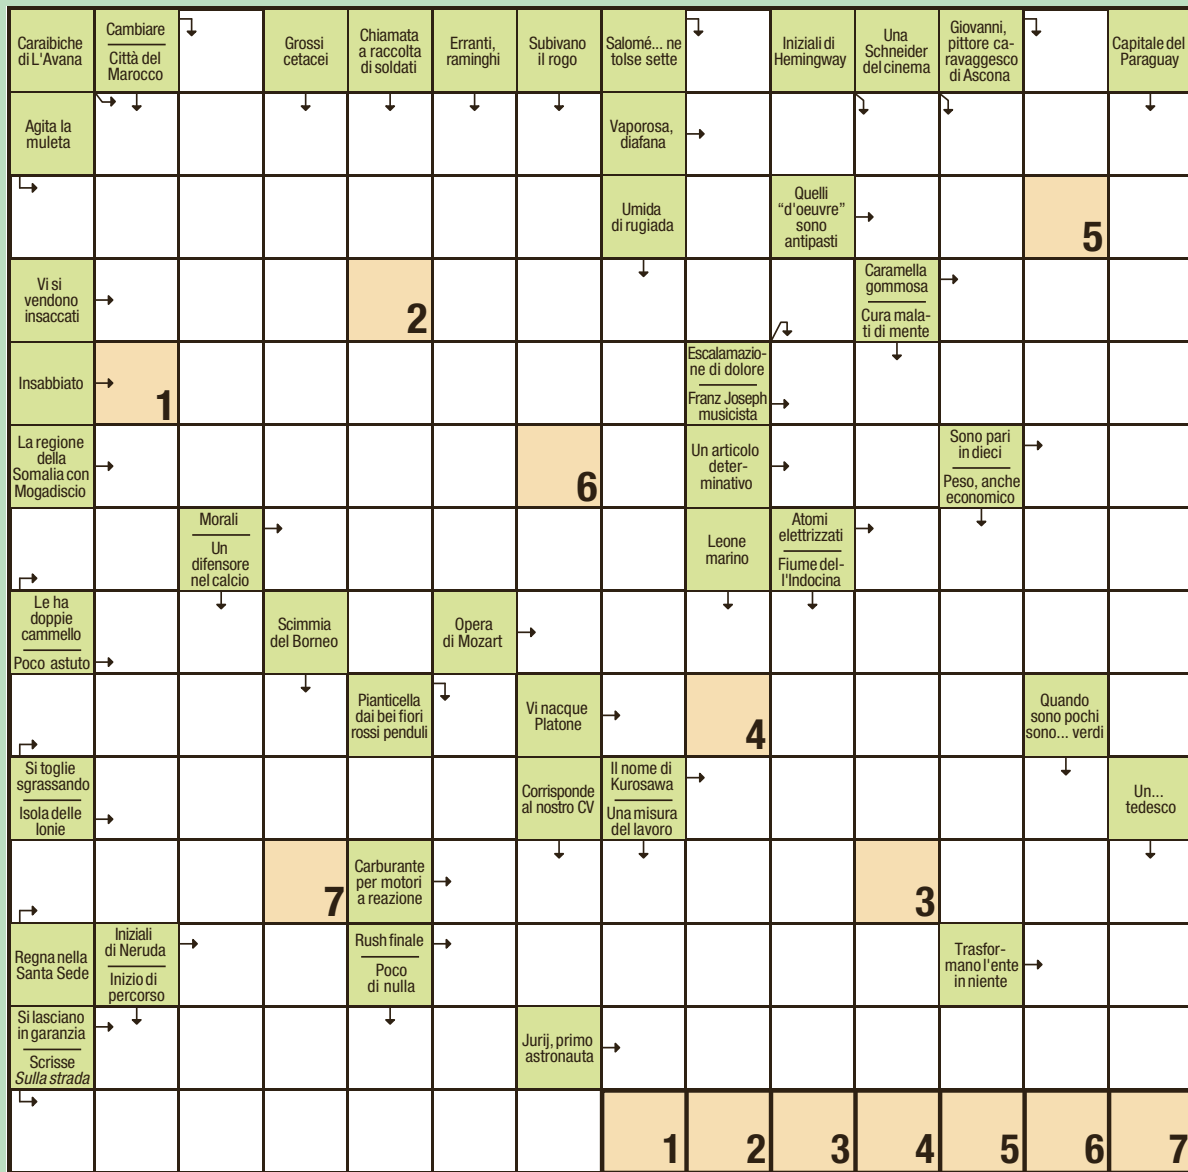 Caraibiche
di L'Avana
Cambiare
Città del
Marocco
Grossi
cetacei
Chiamata
a raccolta
di soldati
Erranti,
raminghi
Subivano
il rogo
Salomé... ne
tolse sette
Iniziali di
Hemingway
Una
Schneider
del cinema
Giovanni,
pittore ca-
ravaggesco
di Ascona
Capitale del
Paraguay
Agita la
muleta
Vaporosa,
diafana
Umida
di rugiada
Quelli
“d'oeuvre”
sono
antipasti
5
Vi si
vendono
insaccati
2
Caramella
gommosa
Cura mala-
ti di mente
Insabbiato
1
Escalamazio-
ne di dolore
Franz Joseph
musicista
La regione
della
Somalia con
Mogadiscio
6
Un articolo
deter-
minativo
Sono pari
in dieci
Peso, anche
economico
Morali
Un
difensore
nel calcio
Leone
marino
Atomi
elettrizzati
Fiume del-
l'Indocina
Le ha
doppie
cammello
Poco astuto
Scimmia
del Borneo
Opera
di Mozart
Pianticella
dai bei fiori
rossi penduli
Vi nacque
Platone
4
Quando
sono pochi
sono... verdi
Si toglie
sgrassando
Isola delle
Ionie
Corrisponde
al nostro CV
Il nome di
Kurosawa
Una misura
del lavoro
Un...
tedesco
7
Carburante
per motori
a reazione
3
Regna nella
Santa Sede
Iniziali
di Neruda
Inizio di
percorso
Rush finale
Poco
di nulla
Trasfor-
mano l'ente
in niente
Si lasciano
in garanzia
Scrisse
Sulla strada
Jurij, primo
astronauta
1 2 3 4 5 6 7